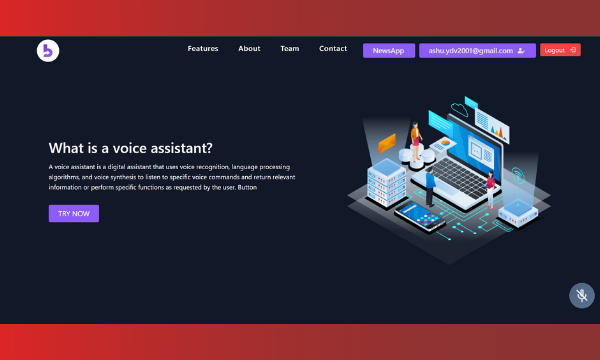 b
Features About Team Contact NewsApp ashu.ydv2001@gmail.com Logout
What is a voice assistant?
A voice assistant is a digital assistant that uses voice recognition, language processing
algorithms, and voice synthesis to listen to specific voice commands and return relevant
information or perform specific functions as requested by the user. Button
TRY NOW